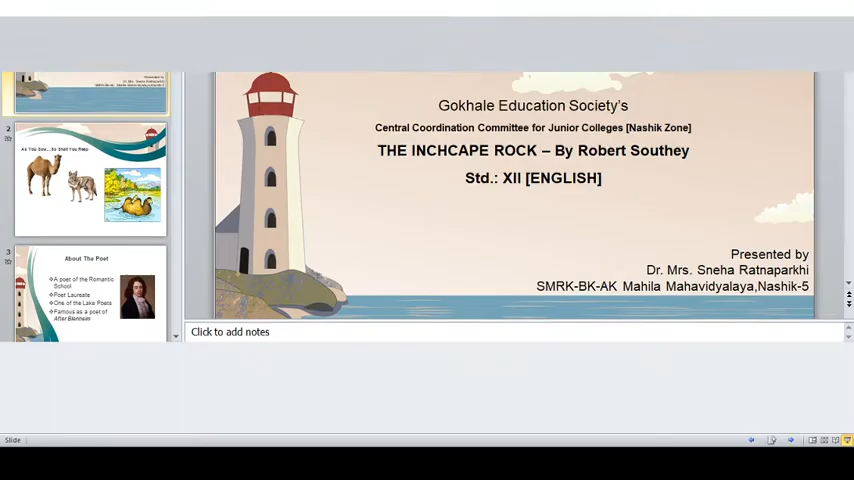 Gokhale Education Society's
Central Coordination Committee for Junior Colleges [Nashik Zone]
THE INCHCAPE ROCK – By Robert Southey
Std.: XII [ENGLISH]
Presented by
Dr. Mrs. Sneha Ratnaparkhi
SMRK-BK-AK Mahila Mahavidyalaya,Nashik-5
2
As You Sow...So Shall You Reap
3
About The Poet
❖A poet of the Romantic
School
❖Poet Laureate
❖One of the Lake Poets
❖Famous as a poet of
After Blenheim
Click to add notes
Slide